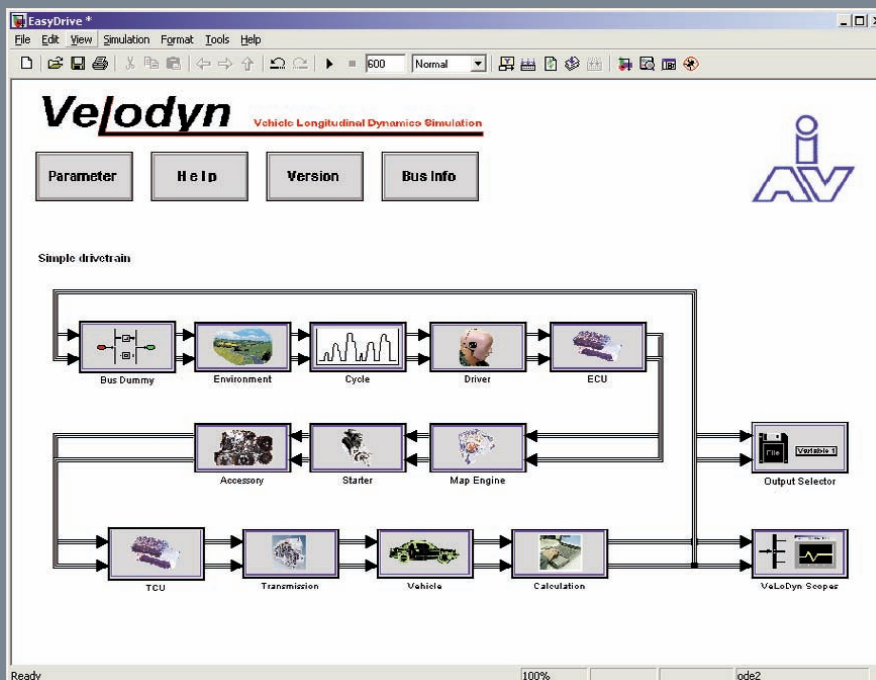 EasyDrive *
File Edit View Simulation Format Tools Help
600 Normal
Velodyn Vehicle Longitudinal Dynamics Simulation
iAV
Parameter Help Version Bus Info
Simple drivetrain
Bus Dummy Environment Cycle Driver ECU
File Variable 1
Accessory Starter Map Engine Output Selector
TCU Transmission Vehicle Calculation VeLoDyn Scopes
Ready 100% ode2